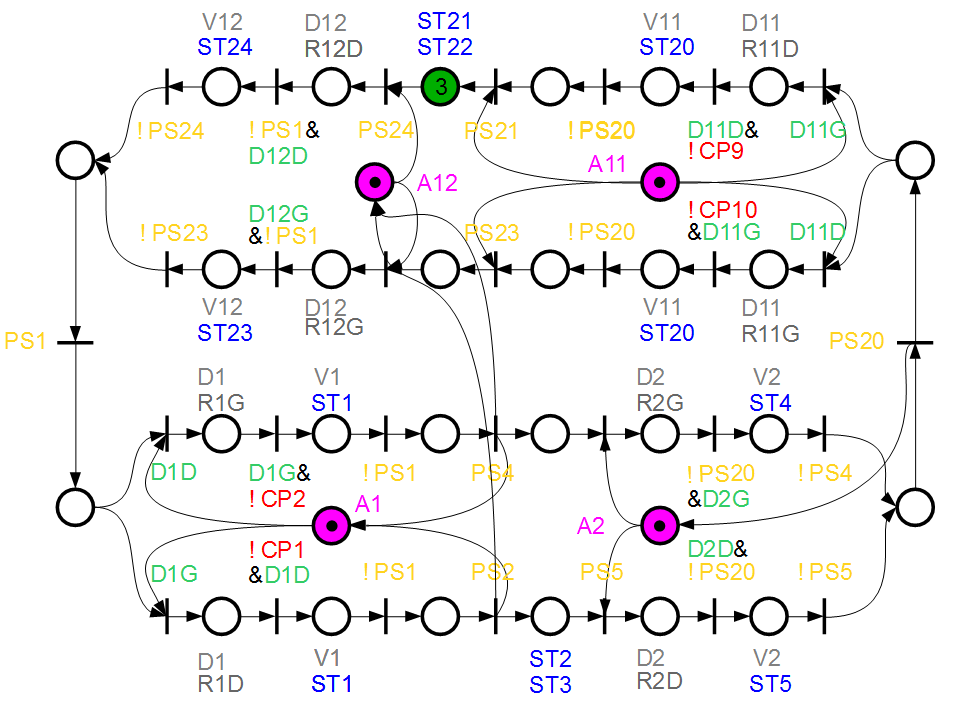 V12
ST24
D12
R12D
ST21
ST22
V11
ST20
D11
R11D
3
! PS24
! PS1&
D12D
PS24
PS21
! PS20
D11D&
! CP9
D11G
A12
A11
! PS23
D12G
&! PS1
PS23
! PS20
! CP10
&D11G
D11D
V12
ST23
D12
R12G
V11
ST20
D11
R11G
PS1
PS20
D1
R1G
V1
ST1
D2
R2G
V2
ST4
D1D
D1G&
! CP2
! PS1
PS4
! PS20
&D2G
! PS4
A1
A2
D1G
! CP1
&D1D
! PS1
PS2
PS5
D2D&
! PS20
! PS5
D1
R1D
V1
ST1
ST2
ST3
D2
R2D
V2
ST5